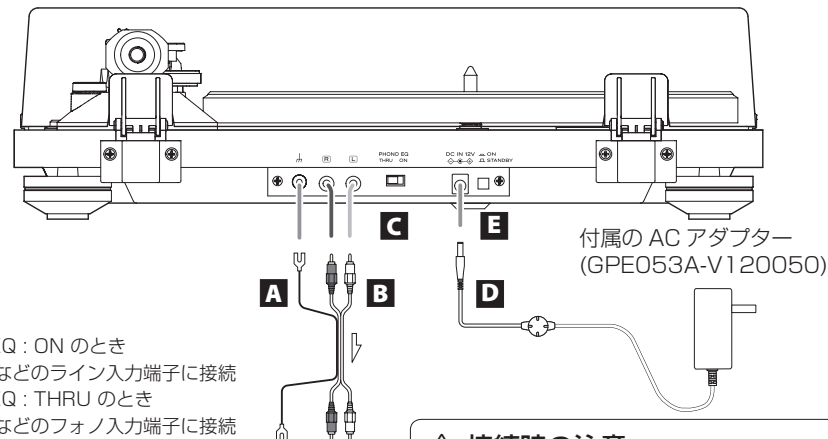 PHONO EQ
THRU ON
DC IN 12V
ON
STANDBY
R
L
C
E
付属の AC アダプター
(GPE053A-V120050)
A
B
D
EQ : ON のとき
などのライン入力端子に接続
EQ : THRU のとき
などのフォノ入力端子に接続
接続時の注意